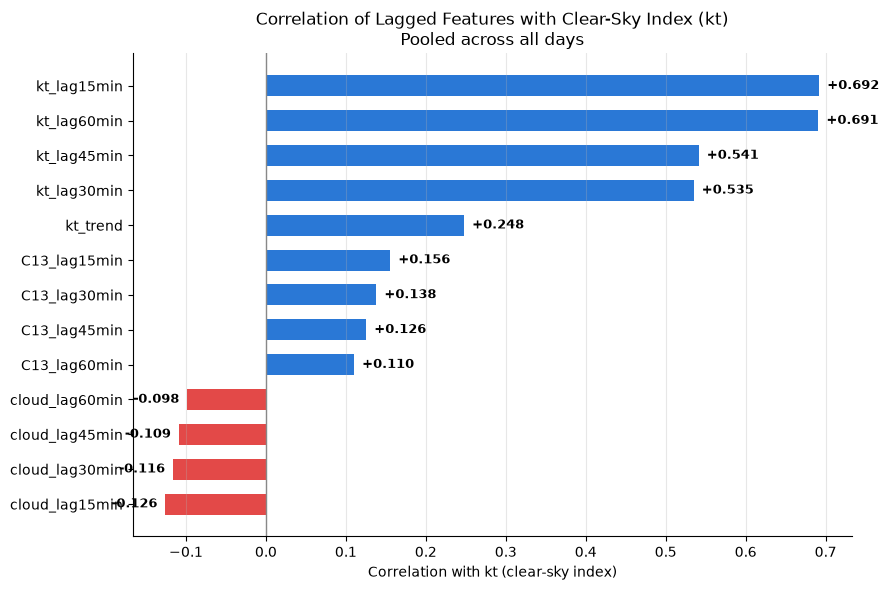 Correlation of Lagged Features with Clear-Sky Index (kt)
Pooled across all days
kt_lag15min +0.692
kt_lag60min +0.691
kt_lag45min +0.541
kt_lag30min +0.535
kt_trend +0.248
C13_lag15min +0.156
C13_lag30min +0.138
C13_lag45min +0.126
C13_lag60min +0.110
cloud_lag60min -0.098
cloud_lag45min -0.109
cloud_lag30min -0.116
cloud_lag15min -0.126
−0.1 0.0 0.1 0.2 0.3 0.4 0.5 0.6 0.7
Correlation with kt (clear-sky index)